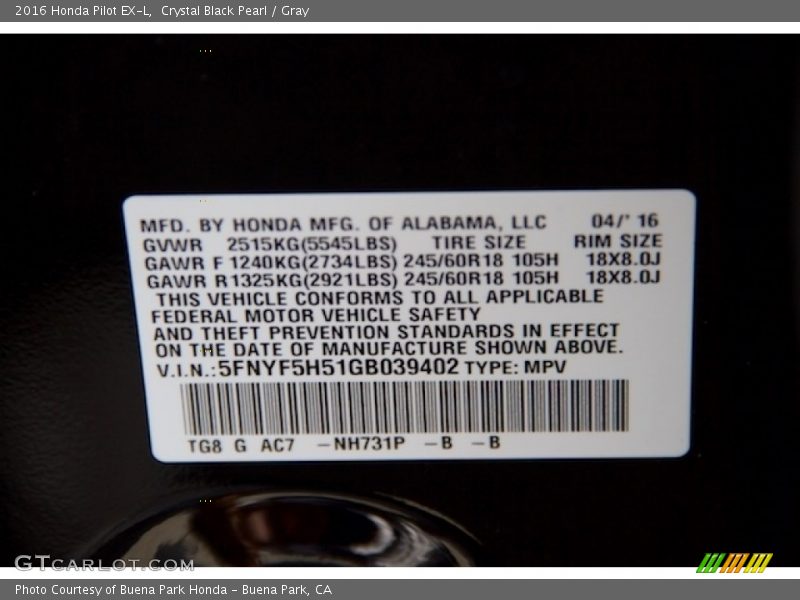 2016 Honda Pilot EX-L, Crystal Black Pearl / Gray
MFD. BY HONDA MFG. OF ALABAMA, LLC 04/' 16
GVWR 2515KG(5545LBS) TIRE SIZE RIM SIZE
GAWR F 1240KG(2734LBS) 245/60R18 105H 18X8.0J
GAWR R 1325KG(2921LBS) 245/60R18 105H 18X8.0J
THIS VEHICLE CONFORMS TO ALL APPLICABLE
FEDERAL MOTOR VEHICLE SAFETY
AND THEFT PREVENTION STANDARDS IN EFFECT
ON THE DATE OF MANUFACTURE SHOWN ABOVE.
V.I.N.:5FNYF5H51GB039402 TYPE: MPV
TG8 G AC7 -NH731P -B -B
GTCARLOT.COM
Photo Courtesy of Buena Park Honda - Buena Park, CA